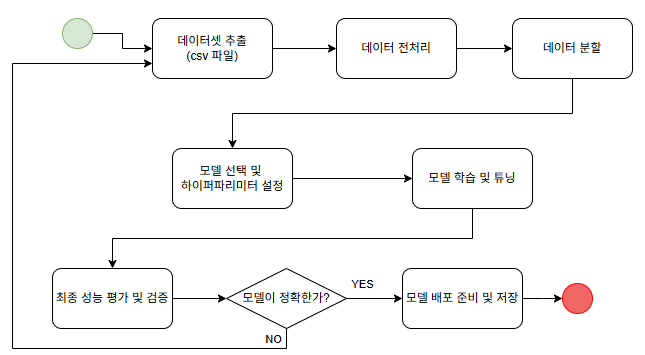 데이터셋 추출
(csv 파일)
데이터 전처리
데이터 분할
모델 선택 및
하이퍼파리미터 설정
모델 학습 및 튜닝
최종 성능 평가 및 검증
모델이 정확한가?
YES
모델 배포 준비 및 저장
NO